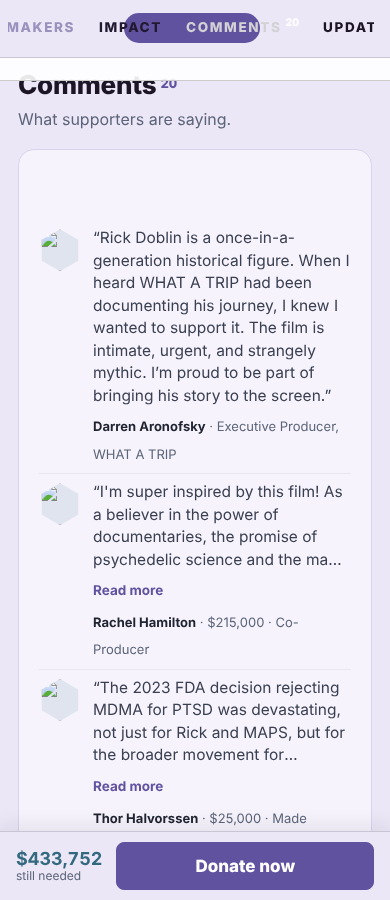 MAKERS IMPACT COMMENTS 20 UPDAT
Comments 20
What supporters are saying.
“Rick Doblin is a once-in-a-
generation historical figure. When I
heard WHAT A TRIP had been
documenting his journey, I knew I
wanted to support it. The film is
intimate, urgent, and strangely
mythic. I’m proud to be part of
bringing his story to the screen.”
Darren Aronofsky · Executive Producer,
WHAT A TRIP
“I'm super inspired by this film! As
a believer in the power of
documentaries, the promise of
psychedelic science and the ma...
Read more
Rachel Hamilton · $215,000 · Co-
Producer
“The 2023 FDA decision rejecting
MDMA for PTSD was devastating,
not just for Rick and MAPS, but for
the broader movement for...
Read more
Thor Halvorssen · $25,000 · Made
$433,752
still needed
Donate now